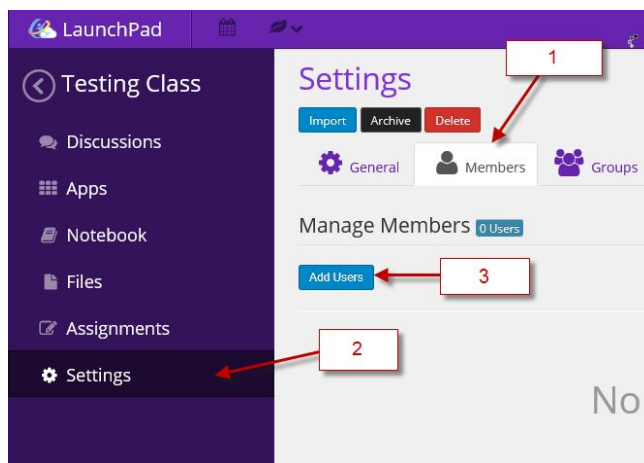 LaunchPad
Testing Class
Discussions
Apps
Notebook
Files
Assignments
Settings
Settings
1
Import Archive Delete
General Members Groups
Manage Members 0 Users
Add Users
3
2
No